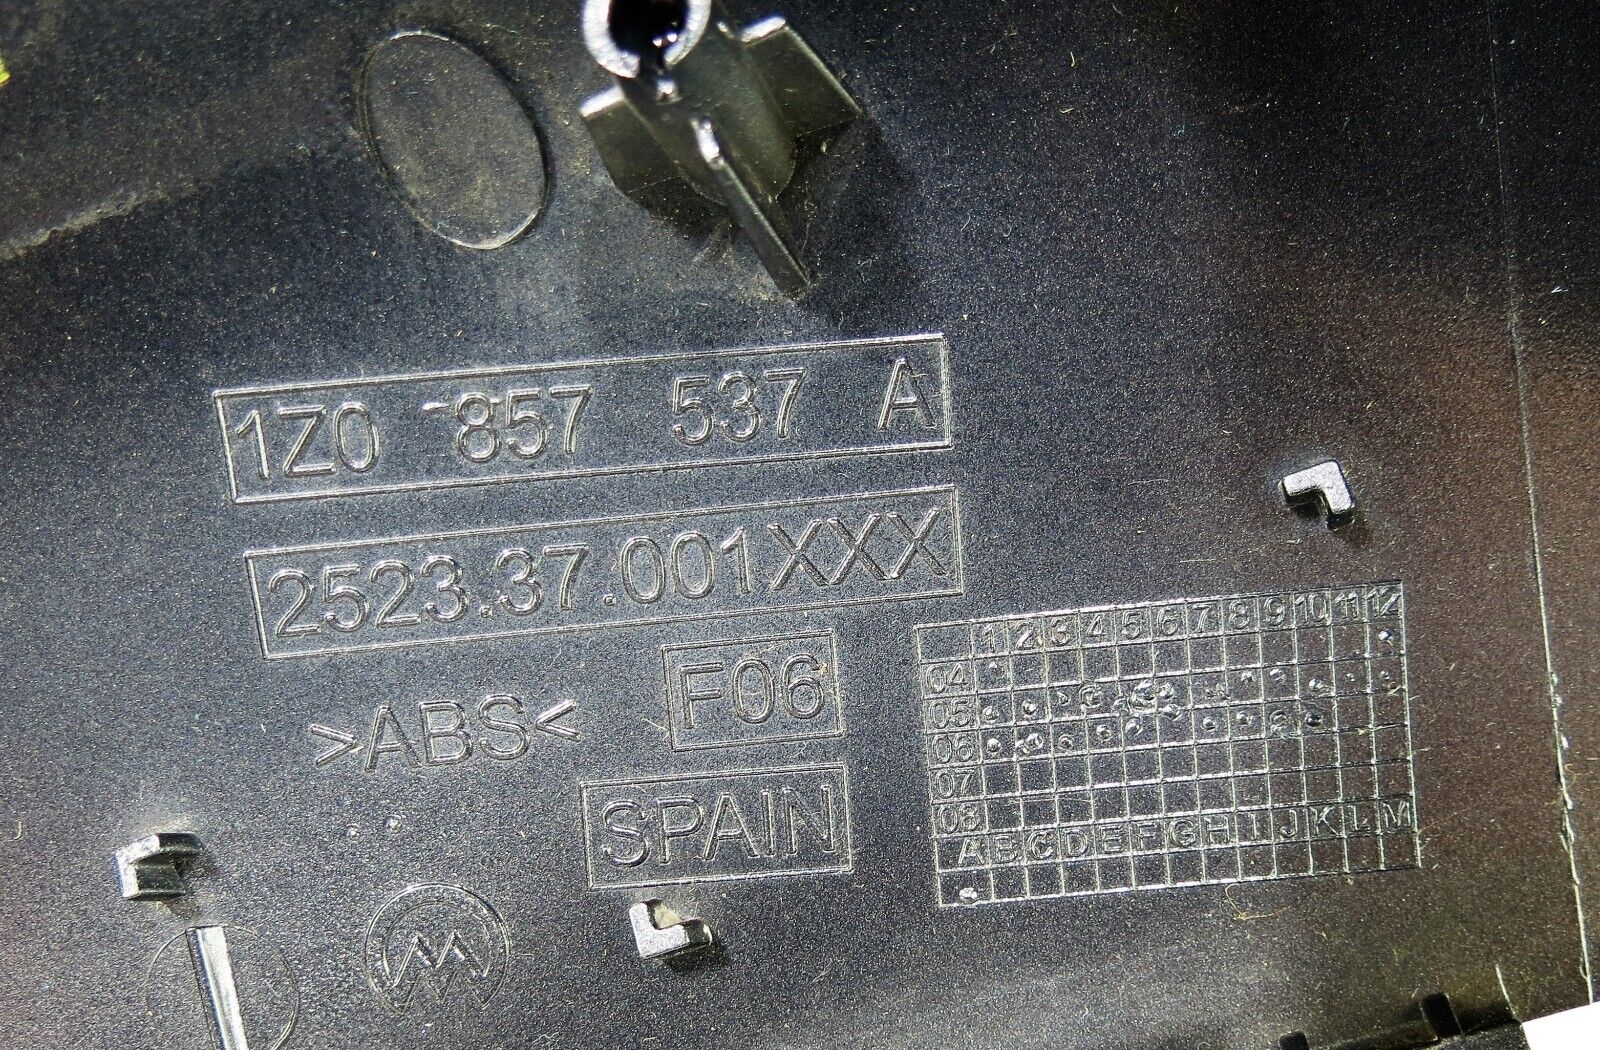 1Z0 857 537 A
2523.37.001XXX
F06
>ABS<
SPAIN
1 2 3 4 5 6 7 8 9 10 11 12
04
05
06
07
08
A B C D E F G H I J K L M
M